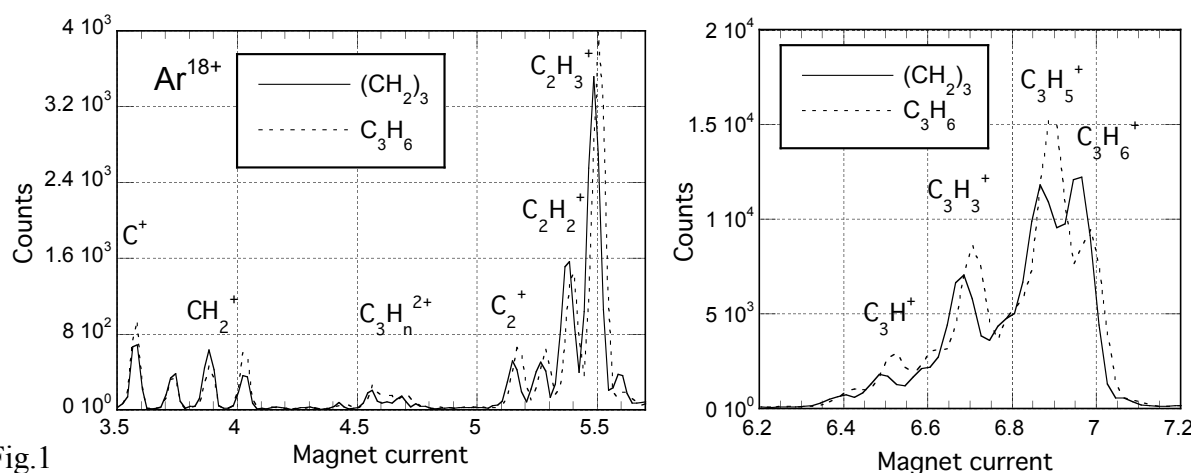 4 10³
3.2 10³
2.4 10³
1.6 10³
8 10²
0 10⁰
Counts
Ar¹⁸⁺
(CH₂)₃
C₃H₆
C⁺
CH₂⁺
C₃Hₙ²⁺
C₂⁺
C₂H₂⁺
C₂H₃⁺
3.5 4 4.5 5 5.5
Magnet current
2 10⁴
1.5 10⁴
1 10⁴
5 10³
0 10⁰
Counts
(CH₂)₃
C₃H₆
C₃H⁺
C₃H₃⁺
C₃H₅⁺
C₃H₆⁺
6.2 6.4 6.6 6.8 7 7.2
Magnet current
Fig.1